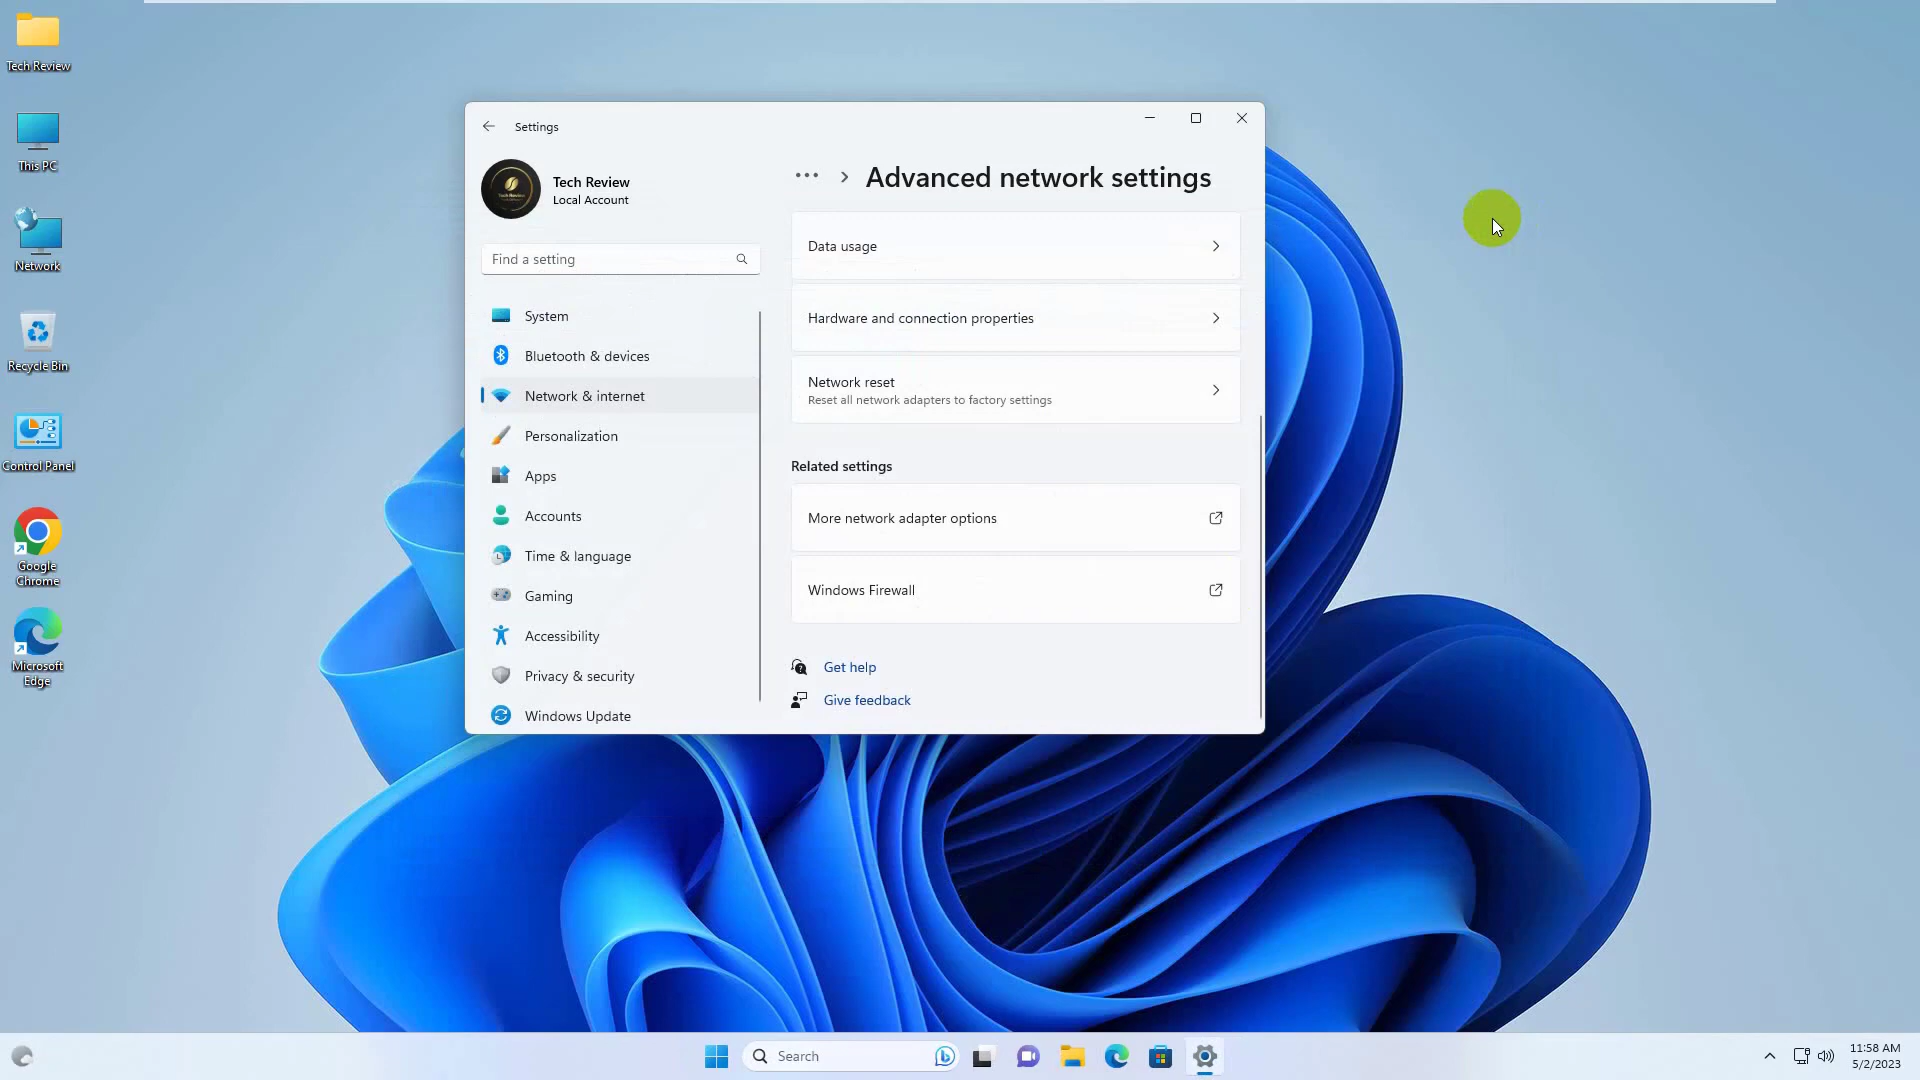 Tech Review
This PC
Network
Recycle Bin
Control Panel
Google
Chrome
Microsoft
Edge
Settings
Tech Review
Local Account
Find a setting
System
Bluetooth & devices
Network & internet
Personalization
Apps
Accounts
Time & language
Gaming
Accessibility
Privacy & security
Windows Update
Advanced network settings
Data usage
Hardware and connection properties
Network reset
Reset all network adapters to factory settings
Related settings
More network adapter options
Windows Firewall
Get help
Give feedback
Search
11:58 AM
5/2/2023